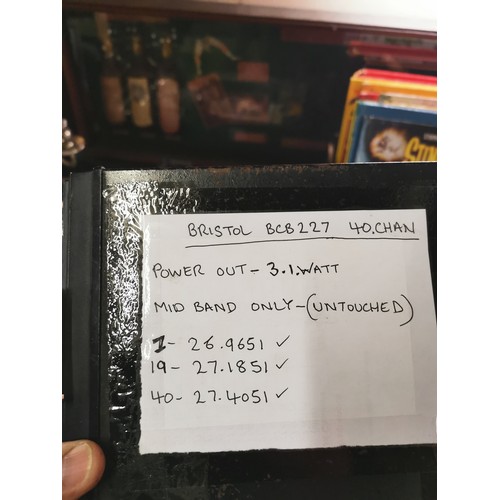 BRISTOL BCB227 40.CHAN
POWER OUT - 3.1.WATT
MID BAND ONLY - (UNTOUCHED)
1 - 26.9651 ✓
19 - 27.1851 ✓
40 - 27.4051 ✓